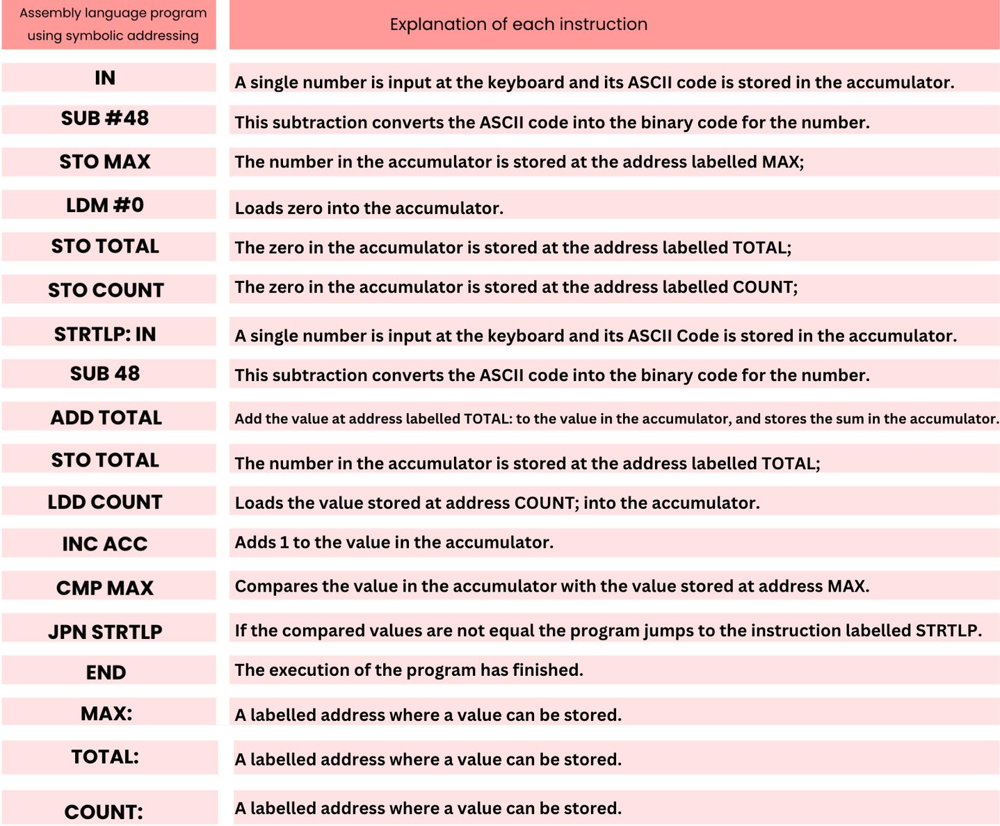 Assembly language program
using symbolic addressing
Explanation of each instruction
IN
A single number is input at the keyboard and its ASCII code is stored in the accumulator.
SUB #48
This subtraction converts the ASCII code into the binary code for the number.
STO MAX
The number in the accumulator is stored at the address labelled MAX;
LDM #0
Loads zero into the accumulator.
STO TOTAL
The zero in the accumulator is stored at the address labelled TOTAL;
STO COUNT
The zero in the accumulator is stored at the address labelled COUNT;
STRTLP: IN
A single number is input at the keyboard and its ASCII Code is stored in the accumulator.
SUB 48
This subtraction converts the ASCII code into the binary code for the number.
ADD TOTAL
Add the value at address labelled TOTAL: to the value in the accumulator, and stores the sum in the accumulator.
STO TOTAL
The number in the accumulator is stored at the address labelled TOTAL;
LDD COUNT
Loads the value stored at address COUNT; into the accumulator.
INC ACC
Adds 1 to the value in the accumulator.
CMP MAX
Compares the value in the accumulator with the value stored at address MAX.
JPN STRTLP
If the compared values are not equal the program jumps to the instruction labelled STRTLP.
END
The execution of the program has finished.
MAX:
A labelled address where a value can be stored.
TOTAL:
A labelled address where a value can be stored.
COUNT:
A labelled address where a value can be stored.